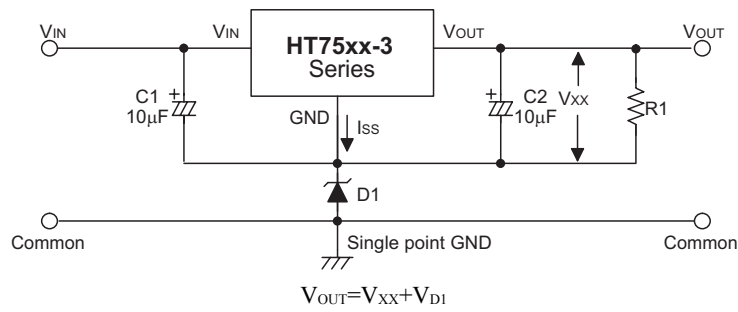 VIN VIN HT75xx-3 VOUT VOUT
Series
C1 C2 VXX
+ +
10μF GND ISS 10μF R1
D1
Common Single point GND Common
VOUT=VXX+VD1